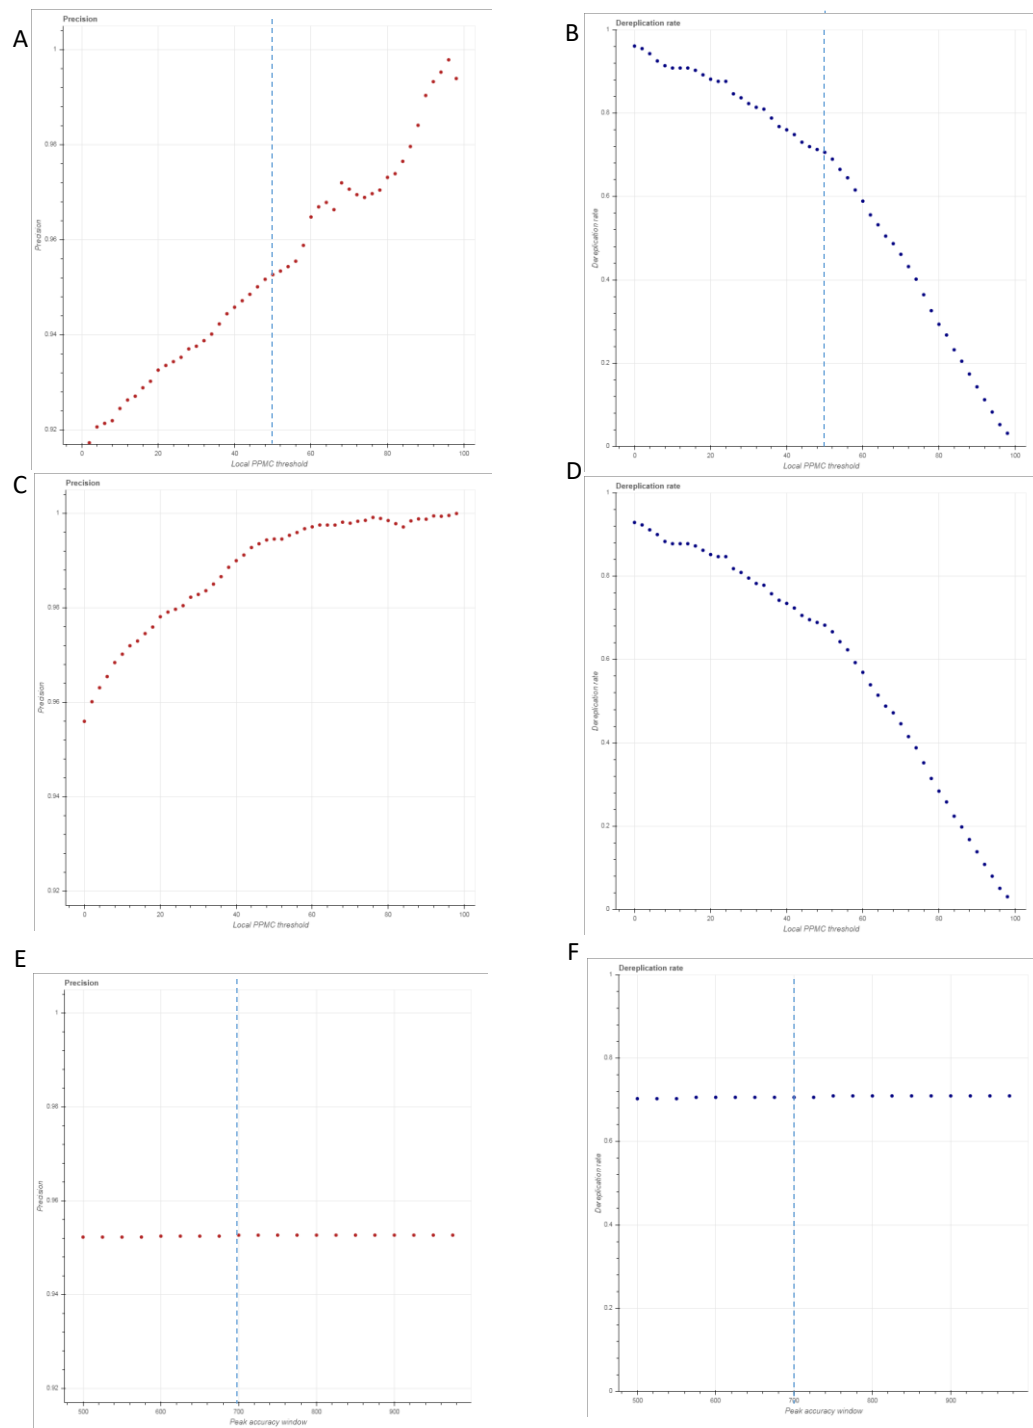 A
Precision
1
0.98
0.96
0.94
0.92
Precision
0 20 40 60 80 100
Local PPMC threshold
B
Dereplication rate
1
0.8
0.6
0.4
0.2
0
Dereplication rate
0 20 40 60 80 100
Local PPMC threshold
C
Precision
1
0.98
0.96
0.94
0.92
Precision
0 20 40 60 80 100
Local PPMC threshold
D
Dereplication rate
1
0.8
0.6
0.4
0.2
0
Dereplication rate
0 20 40 60 80 100
Local PPMC threshold
E
Precision
1
0.98
0.96
0.94
0.92
Precision
500 600 700 800 900
Peak accuracy window
F
Dereplication rate
1
0.8
0.6
0.4
0.2
0
Dereplication rate
500 600 700 800 900
Peak accuracy window